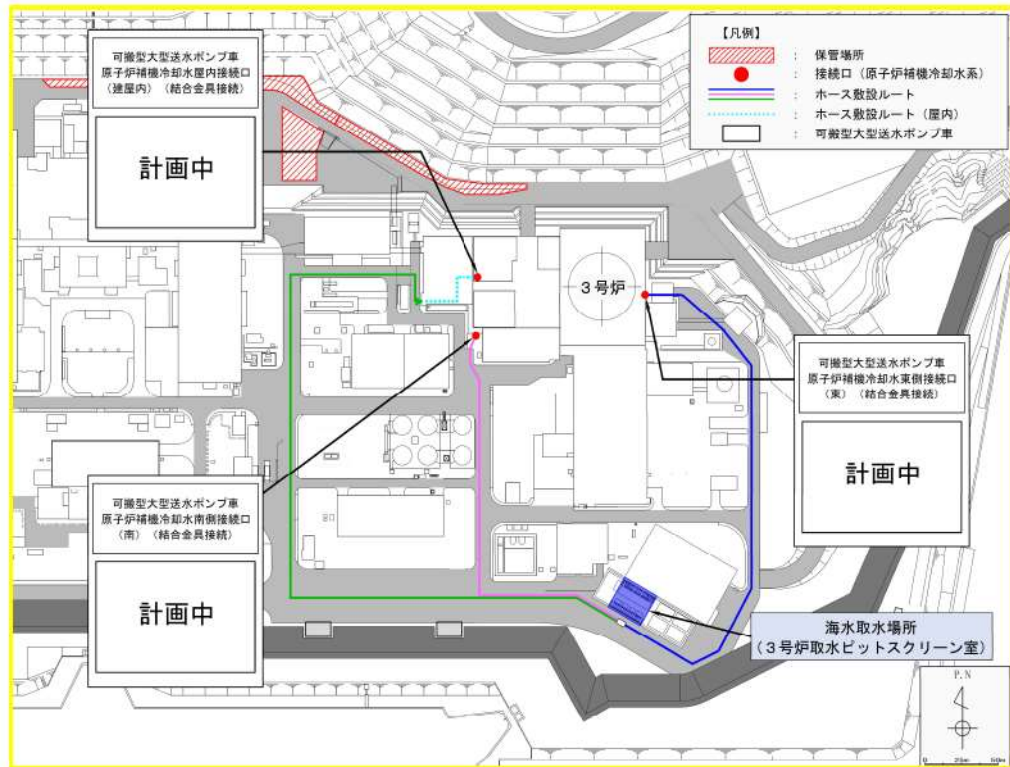 可搬型大型送水ポンプ車
原子炉補機冷却水屋内接続口
（建屋内）（結合金具接続）
計画中
【凡例】
： 保管場所
： 接続口（原子炉補機冷却水系）
： ホース敷設ルート
： ホース敷設ルート（屋内）
： 可搬型大型送水ポンプ車
３号炉
可搬型大型送水ポンプ車
原子炉補機冷却水東側接続口
（東）（結合金具接続）
計画中
可搬型大型送水ポンプ車
原子炉補機冷却水南側接続口
（南）（結合金具接続）
計画中
海水取水場所
（３号炉取水ピットスクリーン室）
P.N
0 25m 50m